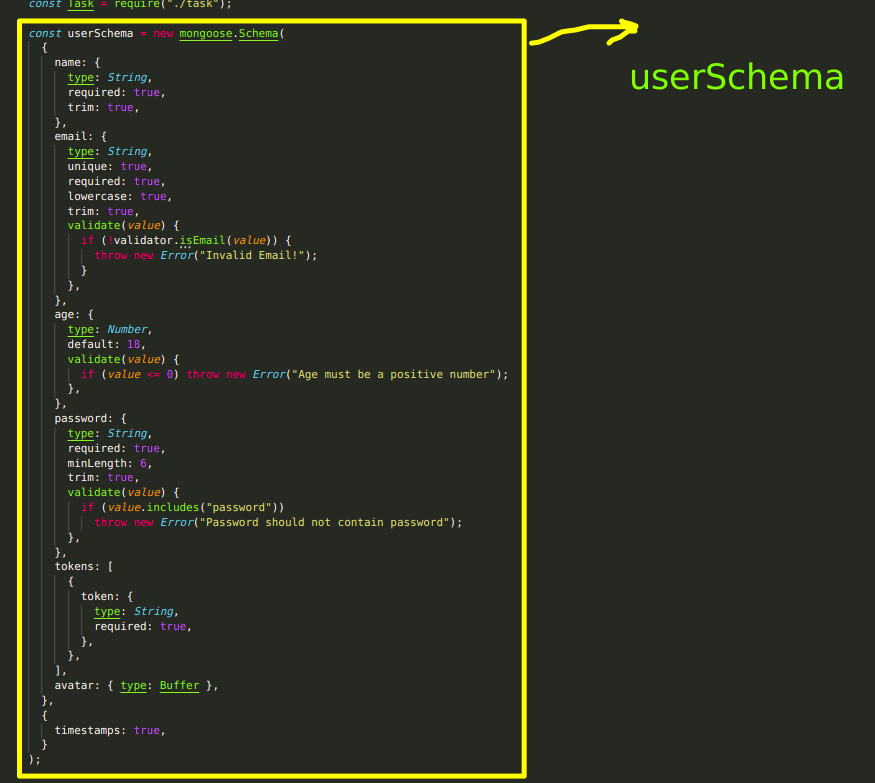 const Task = require("./task");
const userSchema = new mongoose.Schema(
{
name: {
type: String,
required: true,
trim: true,
},
email: {
type: String,
unique: true,
required: true,
lowercase: true,
trim: true,
validate(value) {
if (!validator.isEmail(value)) {
throw new Error("Invalid Email!");
}
},
},
age: {
type: Number,
default: 18,
validate(value) {
if (value <= 0) throw new Error("Age must be a positive number");
},
},
password: {
type: String,
required: true,
minLength: 6,
trim: true,
validate(value) {
if (value.includes("password"))
throw new Error("Password should not contain password");
},
},
tokens: [
{
token: {
type: String,
required: true,
},
},
],
avatar: { type: Buffer },
},
{
timestamps: true,
}
);
userSchema